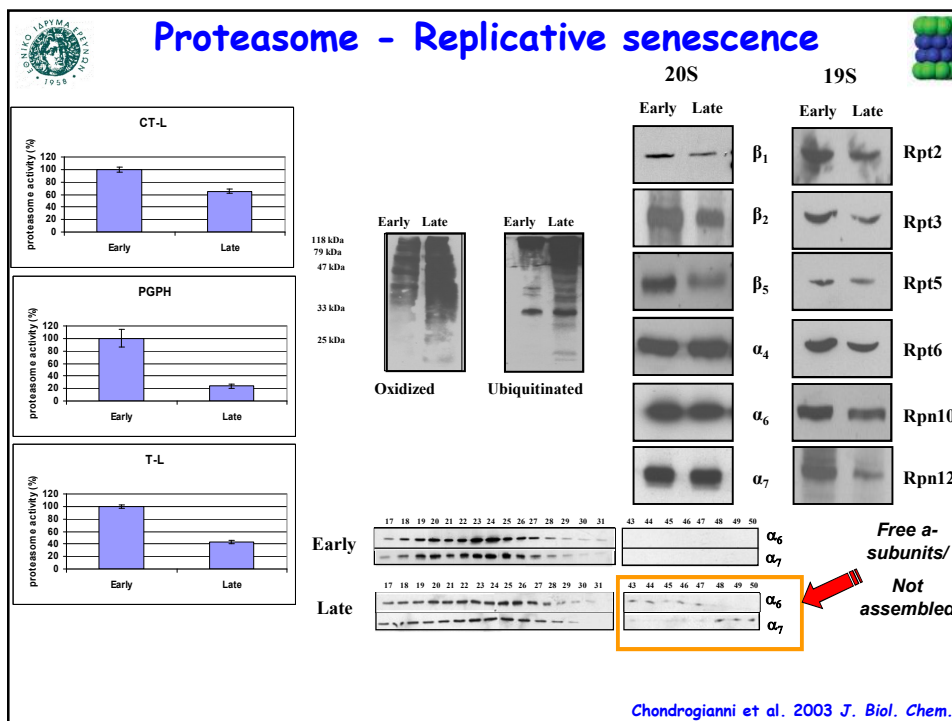 ΕΘΝΙΚΟ ΙΔΡΥΜΑ ΕΡΕΥΝΩΝ
• 1958 •
Proteasome - Replicative senescence
20S
19S
Early Late
Early Late
CT-L
proteasome activity (%)
120
100
80
60
40
20
0
Early
Late
PGPH
proteasome activity (%)
120
100
80
60
40
20
0
Early
Late
T-L
proteasome activity (%)
120
100
80
60
40
20
0
Early
Late
Early Late
Early Late
118 kDa
79 kDa
47 kDa
33 kDa
25 kDa
Oxidized
Ubiquitinated
β1
β2
β5
α4
α6
α7
Rpt2
Rpt3
Rpt5
Rpt6
Rpn10
Rpn12
17 18 19 20 21 22 23 24 25 26 27 28 29 30 31
43 44 45 46 47 48 49 50
Early
α6
α7
17 18 19 20 21 22 23 24 25 26 27 28 29 30 31
43 44 45 46 47 48 49 50
Late
α6
α7
Free a-
subunits/
Not
assembled
Chondrogianni et al. 2003 J. Biol. Chem.